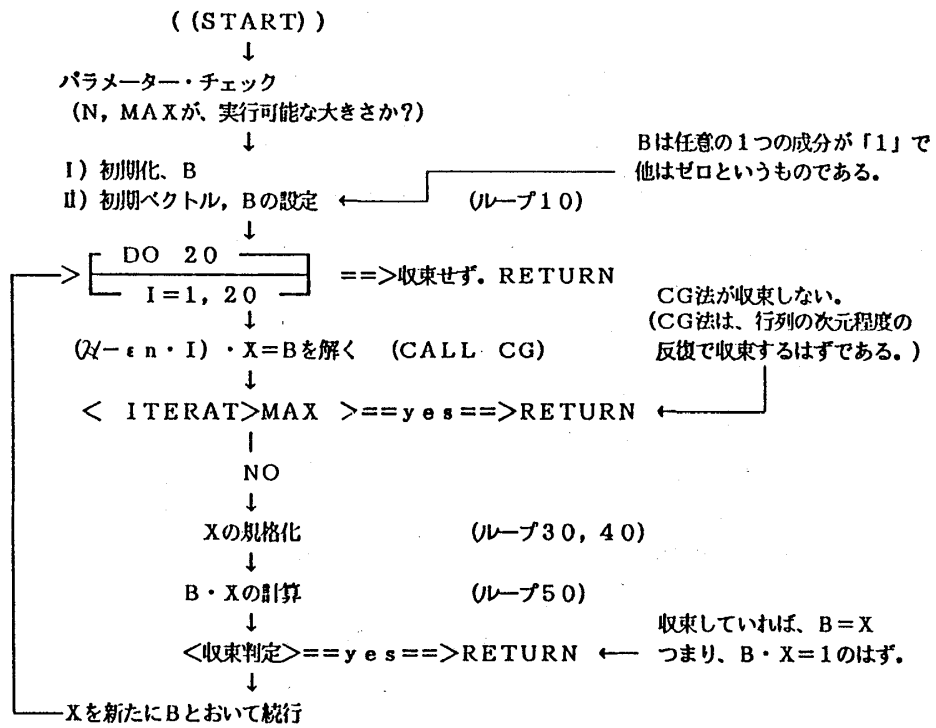 ((START))
↓
パラメーター・チェック
(N,MAXが、実行可能な大きさか?)
↓
I)初期化、B
II)初期ベクトル,Bの設定 ← (ループ10)
Bは任意の1つの成分が「1」で
他はゼロというものである。
↓
DO 20
I=1,20
==>収束せず。RETURN
↓
(ℋ-εn・I)・X=Bを解く (CALL CG)
CG法が収束しない。
(CG法は、行列の次元程度の
反復で収束するはずである。)
↓
< ITERAT>MAX >==yes==>RETURN ←
|
NO
↓
Xの規格化 (ループ30,40)
↓
B・Xの計算 (ループ50)
↓
<収束判定>==yes==>RETURN ←
収束していれば、B=X
つまり、B・X=1のはず。
↓
Xを新たにBとおいて続行